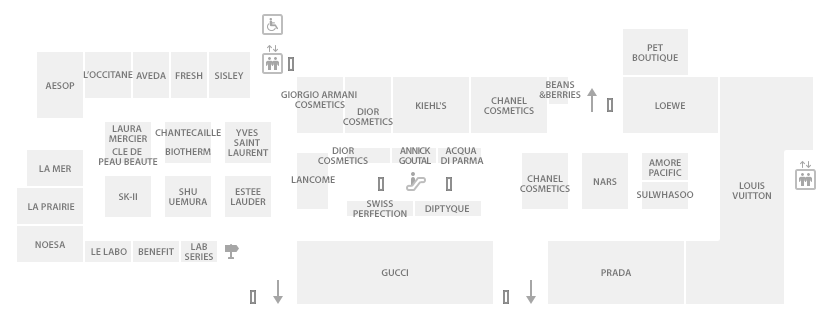 PET
BOUTIQUE
AESOP
L'OCCITANE
AVEDA
FRESH
SISLEY
GIORGIO ARMANI
COSMETICS
DIOR
COSMETICS
KIEHL'S
CHANEL
COSMETICS
BEANS
&BERRIES
LOEWE
LAURA
MERCIER
CLE DE
PEAU BEAUTE
CHANTECAILLE
BIOTHERM
YVES
SAINT
LAURENT
DIOR
COSMETICS
ANNICK
GOUTAL
ACQUA
DI PARMA
LA MER
LANCOME
CHANEL
COSMETICS
NARS
AMORE
PACIFIC
SULWHASOO
LOUIS
VUITTON
SK-II
SHU
UEMURA
ESTEE
LAUDER
LA PRAIRIE
SWISS
PERFECTION
DIPTYQUE
NOESA
LE LABO
BENEFIT
LAB
SERIES
GUCCI
PRADA